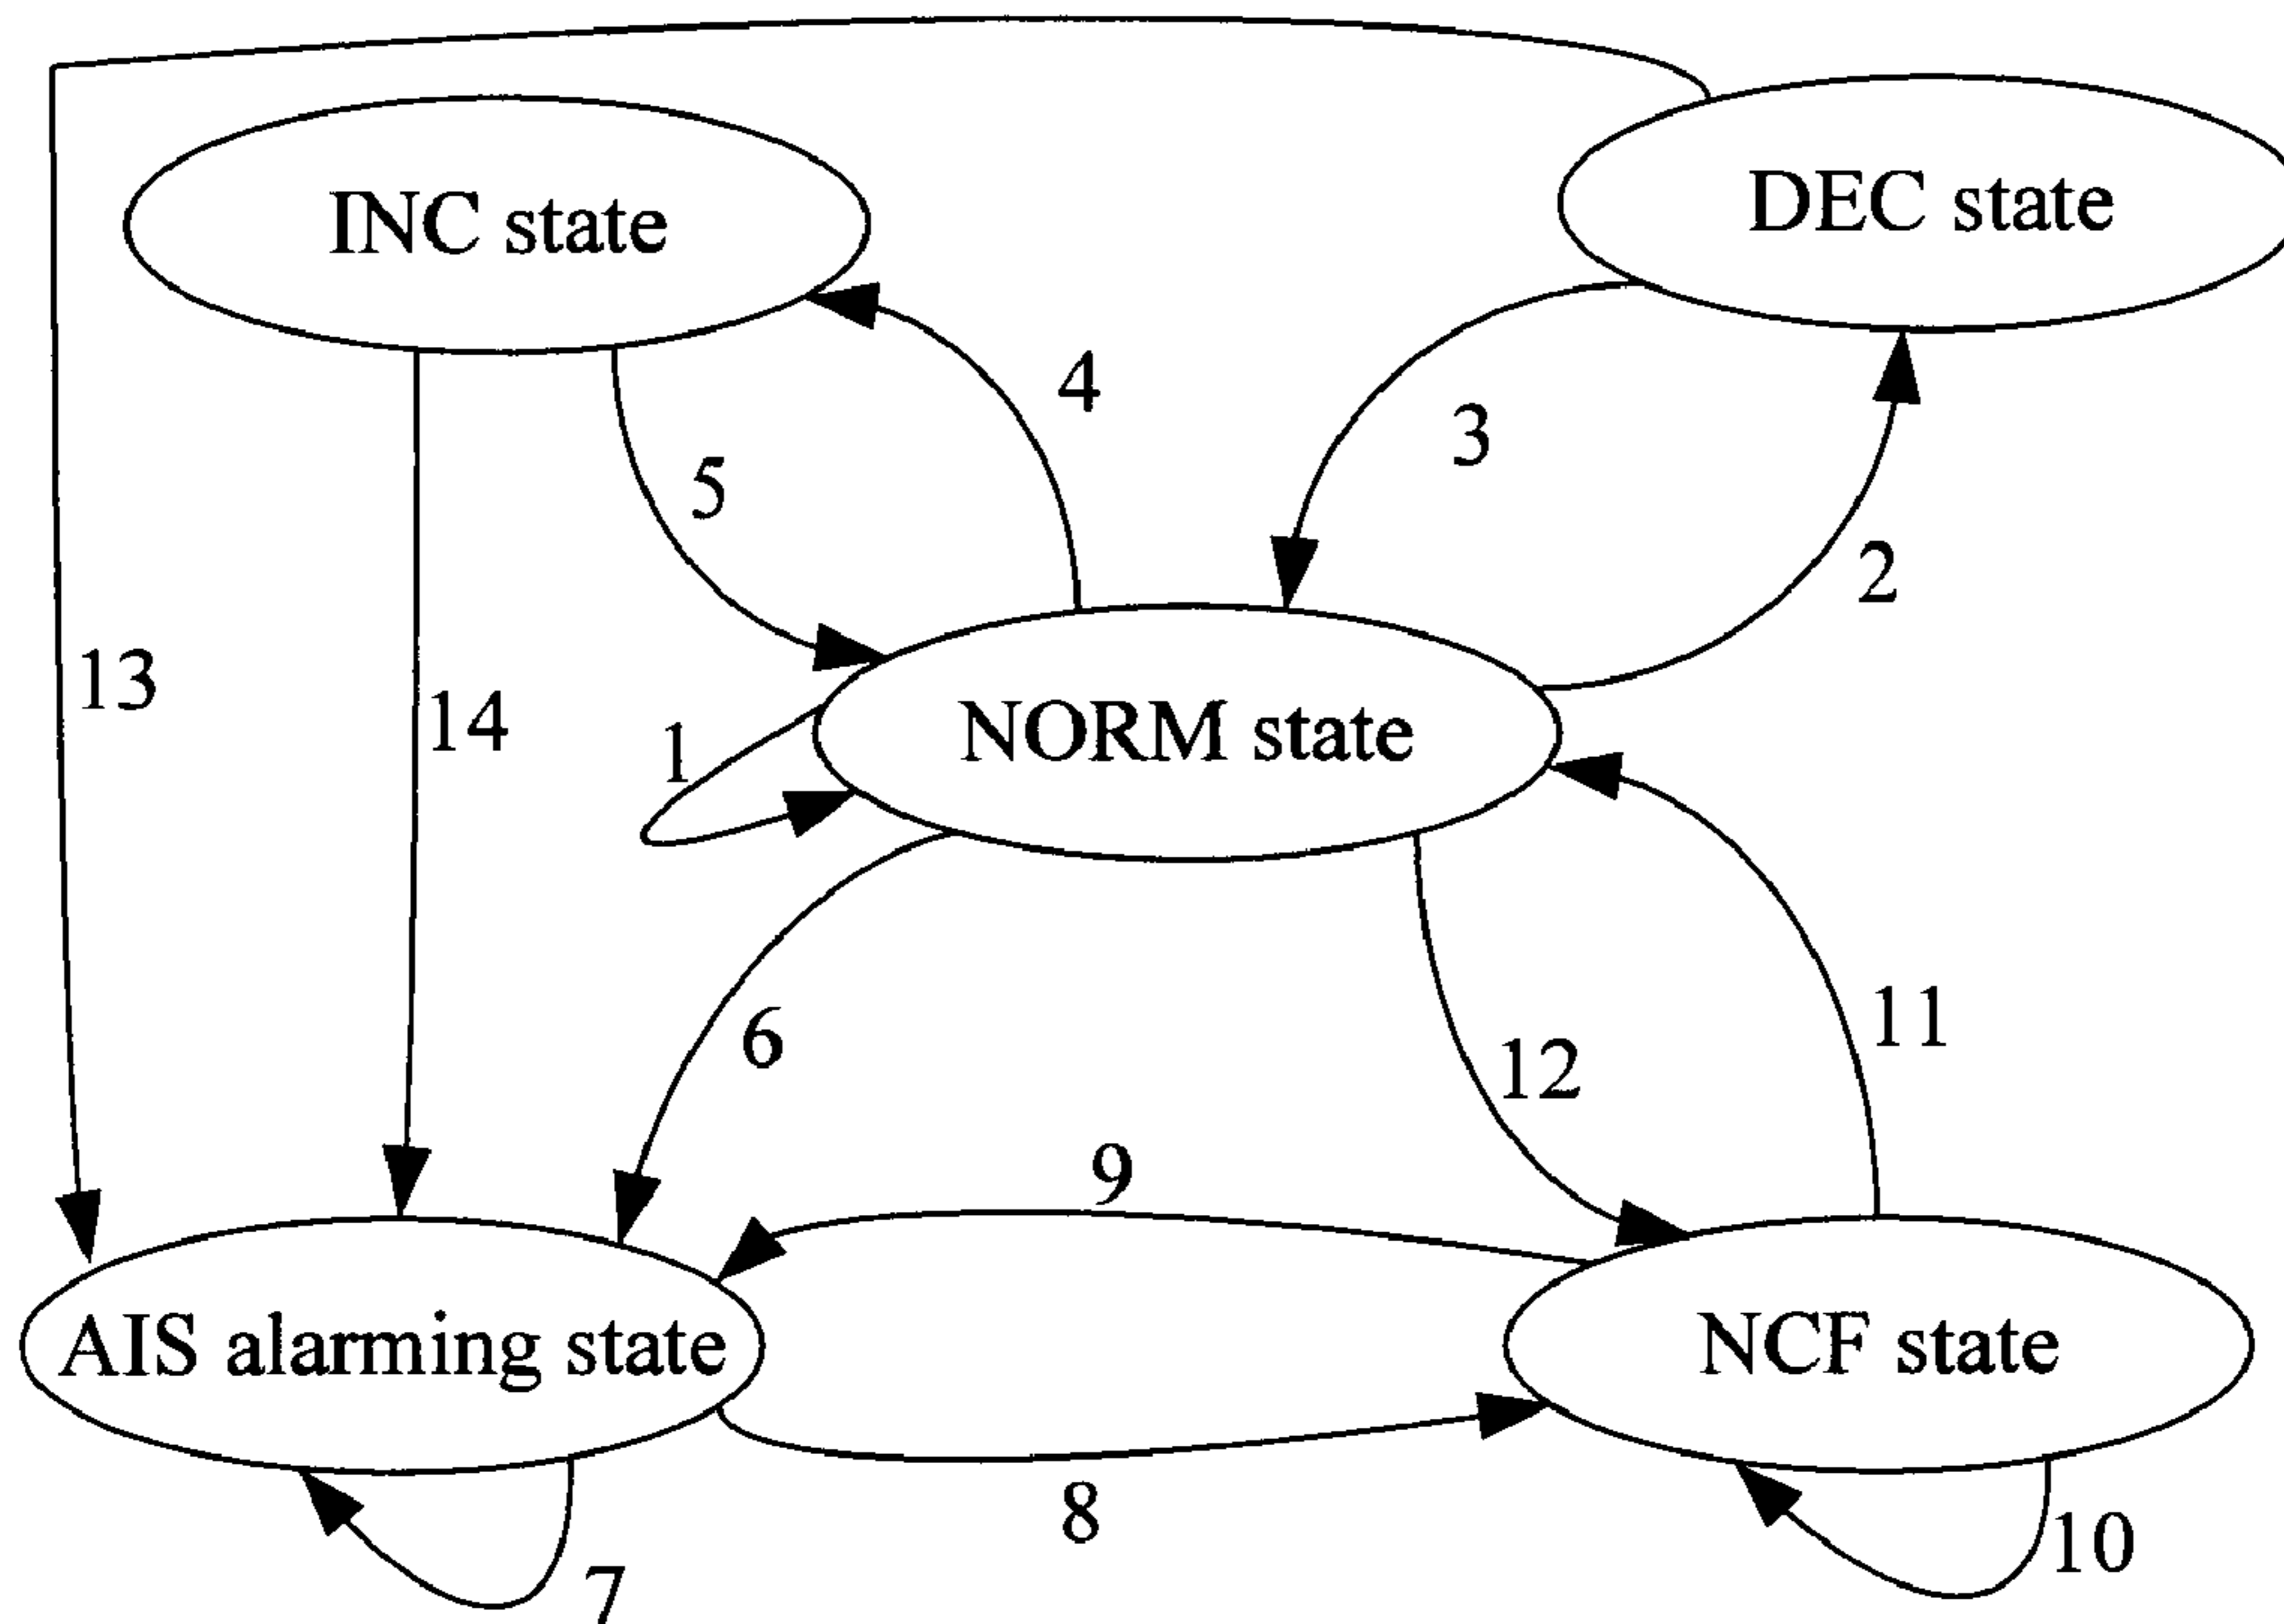 INC state
DEC state
4
3
5
2
13
14
1
NORM state
6
11
12
9
AIS alarming state
NCF state
8
10
7